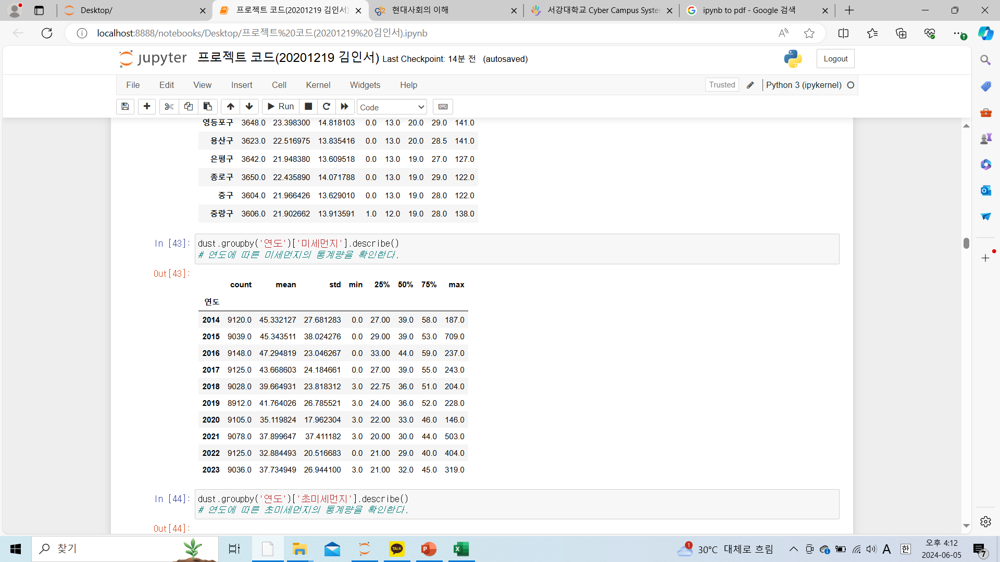 Desktop/
프로젝트 코드(20201219 김인서)
현대사회의 이해
서강대학교 Cyber Campus Syste
ipynb to pdf - Google 검색
localhost:8888/notebooks/Desktop/프로젝트%20코드(20201219%20김인서).ipynb
jupyter 프로젝트 코드(20201219 김인서) Last Checkpoint: 14분 전 (autosaved)
Logout
File Edit View Insert Cell Kernel Widgets Help
Trusted Python 3 (ipykernel)
Run Code
영등포구 3648.0 23.398300 14.818103 0.0 13.0 20.0 29.0 141.0
용산구 3623.0 22.516975 13.835416 0.0 13.0 20.0 28.5 141.0
은평구 3642.0 21.948380 13.609518 0.0 13.0 19.0 27.0 127.0
종로구 3650.0 22.435890 14.071788 0.0 13.0 19.0 29.0 122.0
중구 3604.0 21.966426 13.629010 0.0 13.0 19.0 28.0 122.0
중랑구 3606.0 21.902662 13.913591 1.0 12.0 19.0 28.0 138.0
In [43]: dust.groupby('연도')['미세먼지'].describe()
# 연도에 따른 미세먼지의 통계량을 확인한다.
Out[43]:
count mean std min 25% 50% 75% max
연도
2014 9120.0 45.332127 27.681283 0.0 27.00 39.0 58.0 187.0
2015 9039.0 45.343511 38.024276 0.0 29.00 39.0 53.0 709.0
2016 9148.0 47.294819 23.046267 0.0 33.00 44.0 59.0 237.0
2017 9125.0 43.668603 24.184661 0.0 27.00 39.0 55.0 243.0
2018 9028.0 39.664931 23.818312 3.0 22.75 36.0 51.0 204.0
2019 8912.0 41.764026 26.785521 3.0 24.00 36.0 52.0 228.0
2020 9105.0 35.119824 17.962304 3.0 22.00 33.0 46.0 146.0
2021 9078.0 37.899647 37.411182 3.0 20.00 30.0 44.0 503.0
2022 9125.0 32.884493 20.516683 0.0 21.00 29.0 40.0 404.0
2023 9036.0 37.734949 26.944100 3.0 21.00 32.0 45.0 319.0
In [44]: dust.groupby('연도')['초미세먼지'].describe()
# 연도에 따른 초미세먼지의 통계량을 확인한다.
Out[44]:
찾기
TALK
1
30°C 대체로 흐림
A
한
오후 4:12
2024-06-05
7